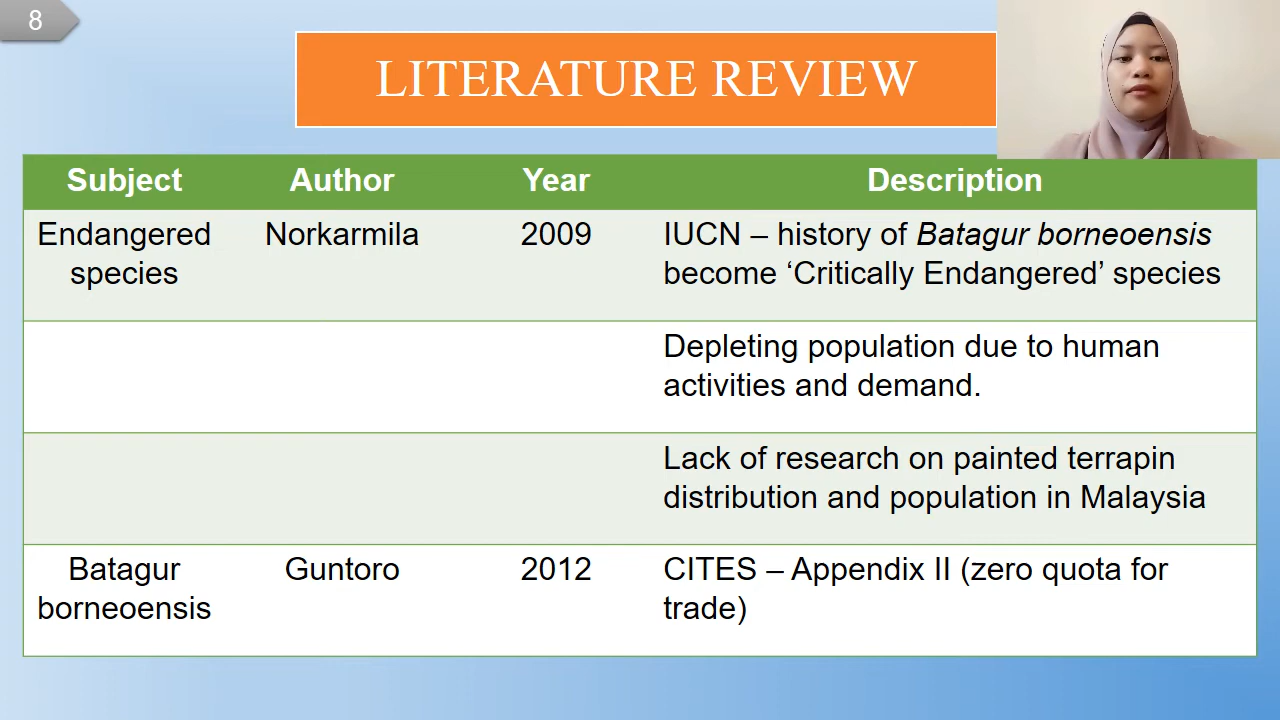 8
LITERATURE REVIEW
Subject Author Year Description
Endangered Norkarmila 2009 IUCN – history of Batagur borneoensis
species become ‘Critically Endangered’ species
Depleting population due to human
activities and demand.
Lack of research on painted terrapin
distribution and population in Malaysia
Batagur Guntoro 2012 CITES – Appendix II (zero quota for
borneoensis trade)